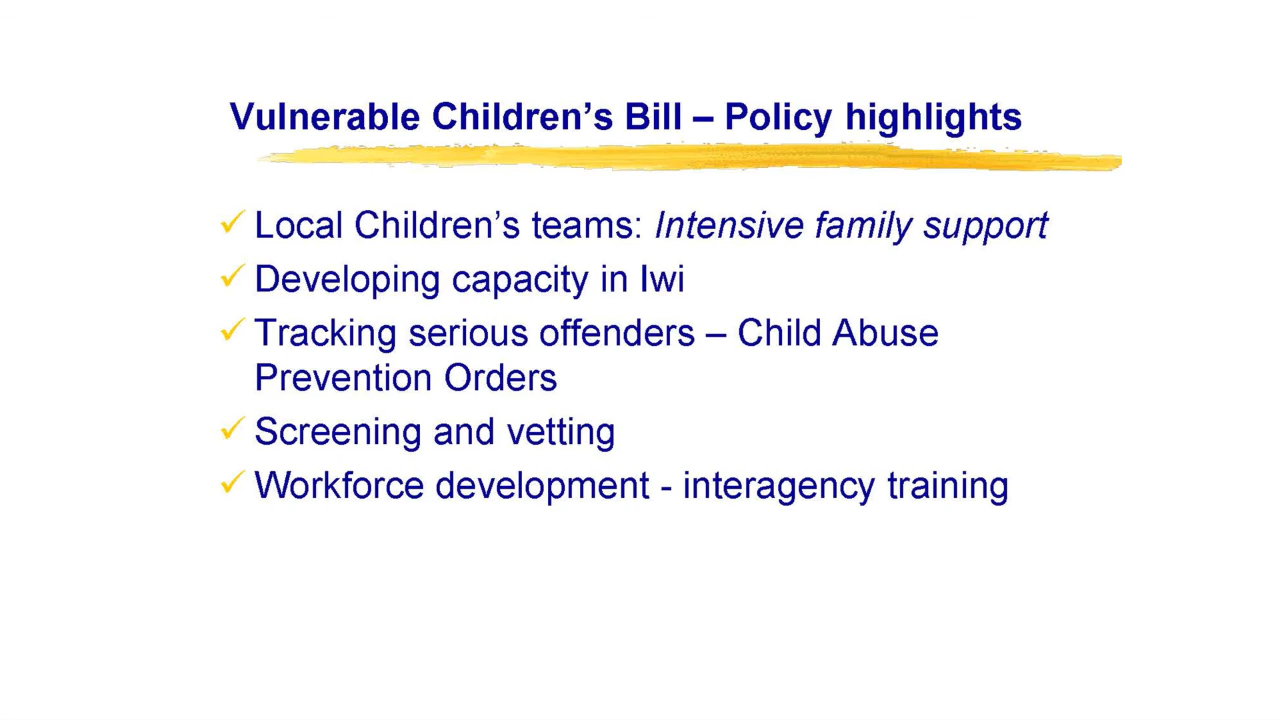 Vulnerable Children’s Bill – Policy highlights
✓ Local Children’s teams: Intensive family support
✓ Developing capacity in Iwi
✓ Tracking serious offenders – Child Abuse
Prevention Orders
✓ Screening and vetting
✓ Workforce development - interagency training